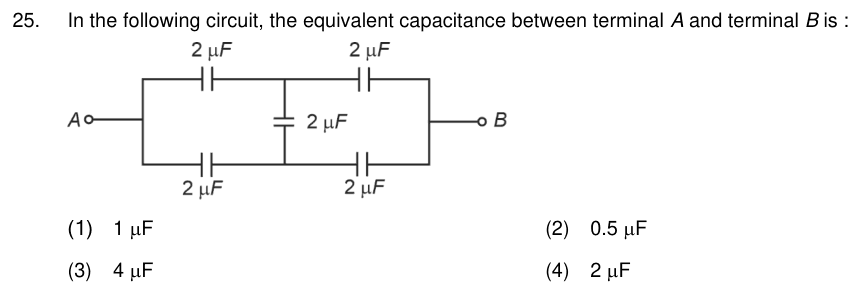 25. In the following circuit, the equivalent capacitance between terminal A and terminal B is :
2 μF 2 μF
A 2 μF B
2 μF 2 μF
(1) 1 μF (2) 0.5 μF
(3) 4 μF (4) 2 μF